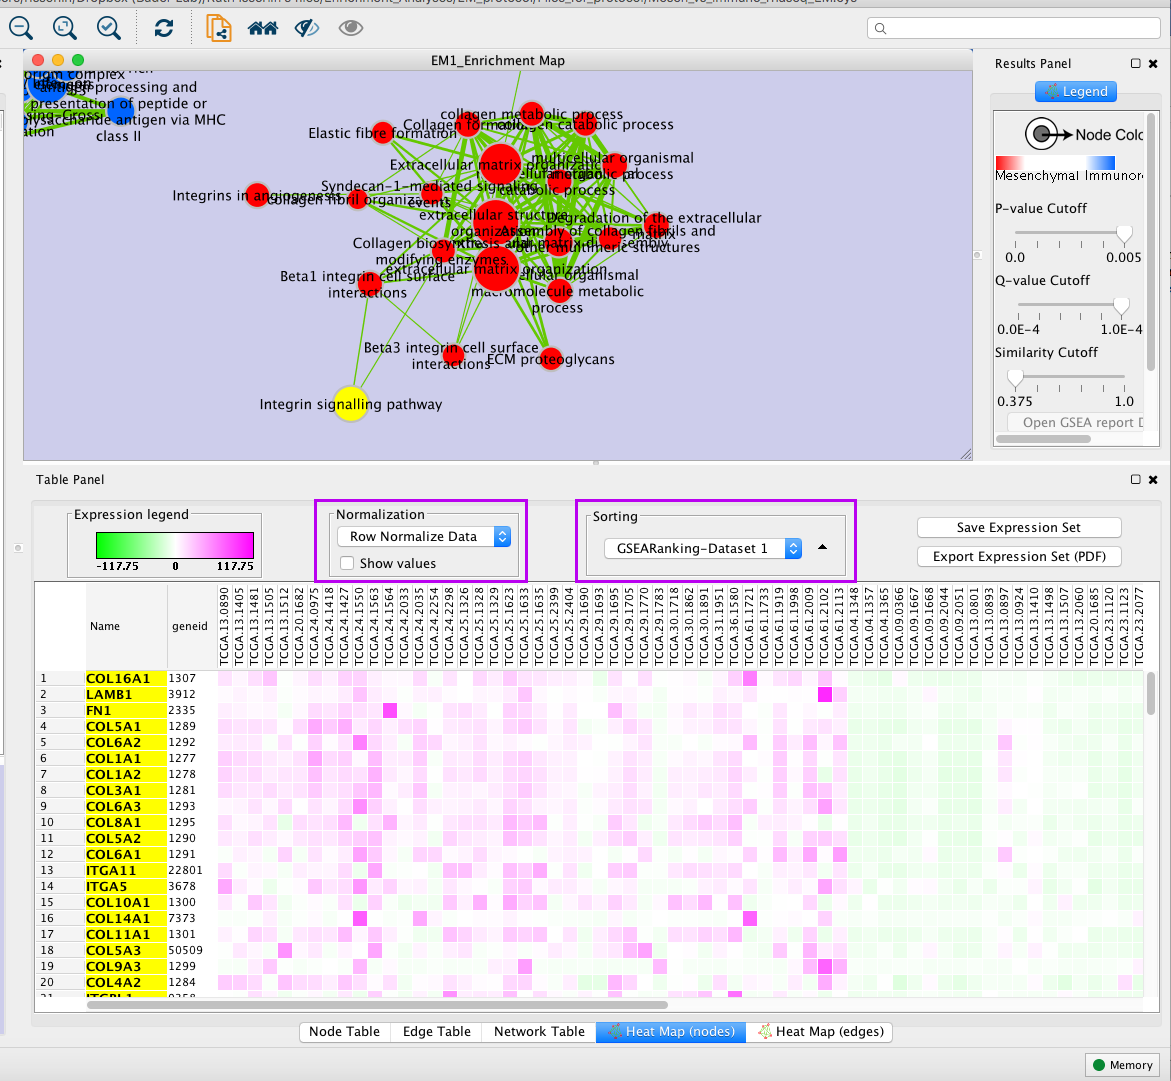 EM1_Enrichment Map
antigen processing and
presentation of peptide or
polysaccharide antigen via MHC
class II
collagen metabolic process
Collagen formation
collagen catabolic process
Elastic fibre formation
Extracellular matrix organization
multicellular organismal
metabolic process
catabolic process
Integrins in angiogenesis
Syndecan-1-mediated signaling
events
collagen fibril organization
extracellular structure
organization
Degradation of the extracellular
matrix
Assembly of collagen fibrils and
other multimeric structures
Collagen biosynthesis and
modifying enzymes
extracellular matrix disassembly
extracellular matrix organization
Beta1 integrin cell surface
interactions
macromolecule metabolic
process
Beta3 integrin cell surface
interactions
ECM proteoglycans
Integrin signalling pathway
Results Panel
Legend
Node Colo
Mesenchymal
Immunor
P-value Cutoff
0.0
0.005
Q-value Cutoff
0.0E-4
1.0E-4
Similarity Cutoff
0.375
1.0
Open GSEA report D
Table Panel
Expression legend
-117.75 0 117.75
Normalization
Row Normalize Data
Show values
Sorting
GSEARanking-Dataset 1
Save Expression Set
Export Expression Set (PDF)
Name
geneid
TCGA.13.0890
TCGA.13.1405
TCGA.13.1481
TCGA.13.1505
TCGA.13.1512
TCGA.20.1682
TCGA.24.0975
TCGA.24.1418
TCGA.24.1427
TCGA.24.1550
TCGA.24.1563
TCGA.24.1564
TCGA.24.2033
TCGA.24.2035
TCGA.24.2254
TCGA.24.2298
TCGA.25.1326
TCGA.25.1328
TCGA.25.1329
TCGA.25.1623
TCGA.25.1633
TCGA.25.1635
TCGA.25.2399
TCGA.25.2404
TCGA.29.1690
TCGA.29.1693
TCGA.29.1695
TCGA.29.1705
TCGA.29.1770
TCGA.29.1783
TCGA.30.1718
TCGA.30.1862
TCGA.30.1891
TCGA.31.1951
TCGA.36.1580
TCGA.61.1721
TCGA.61.1733
TCGA.61.1919
TCGA.61.1998
TCGA.61.2009
TCGA.61.2102
TCGA.61.2113
TCGA.04.1348
TCGA.04.1357
TCGA.04.1365
TCGA.09.0366
TCGA.09.1667
TCGA.09.1668
TCGA.09.2044
TCGA.09.2051
TCGA.13.0801
TCGA.13.0893
TCGA.13.0897
TCGA.13.0924
TCGA.13.1410
TCGA.13.1498
TCGA.13.1507
TCGA.13.2060
TCGA.20.1685
TCGA.23.1120
TCGA.23.1123
TCGA.23.2077
1 COL16A1 1307
2 LAMB1 3912
3 FN1 2335
4 COL5A1 1289
5 COL6A2 1292
6 COL1A1 1277
7 COL1A2 1278
8 COL3A1 1281
9 COL6A3 1293
10 COL8A1 1295
11 COL5A2 1290
12 COL6A1 1291
13 ITGA11 22801
14 ITGA5 3678
15 COL10A1 1300
16 COL14A1 7373
17 COL11A1 1301
18 COL5A3 50509
19 COL9A3 1299
20 COL4A2 1284
Node Table
Edge Table
Network Table
Heat Map (nodes)
Heat Map (edges)
Memory